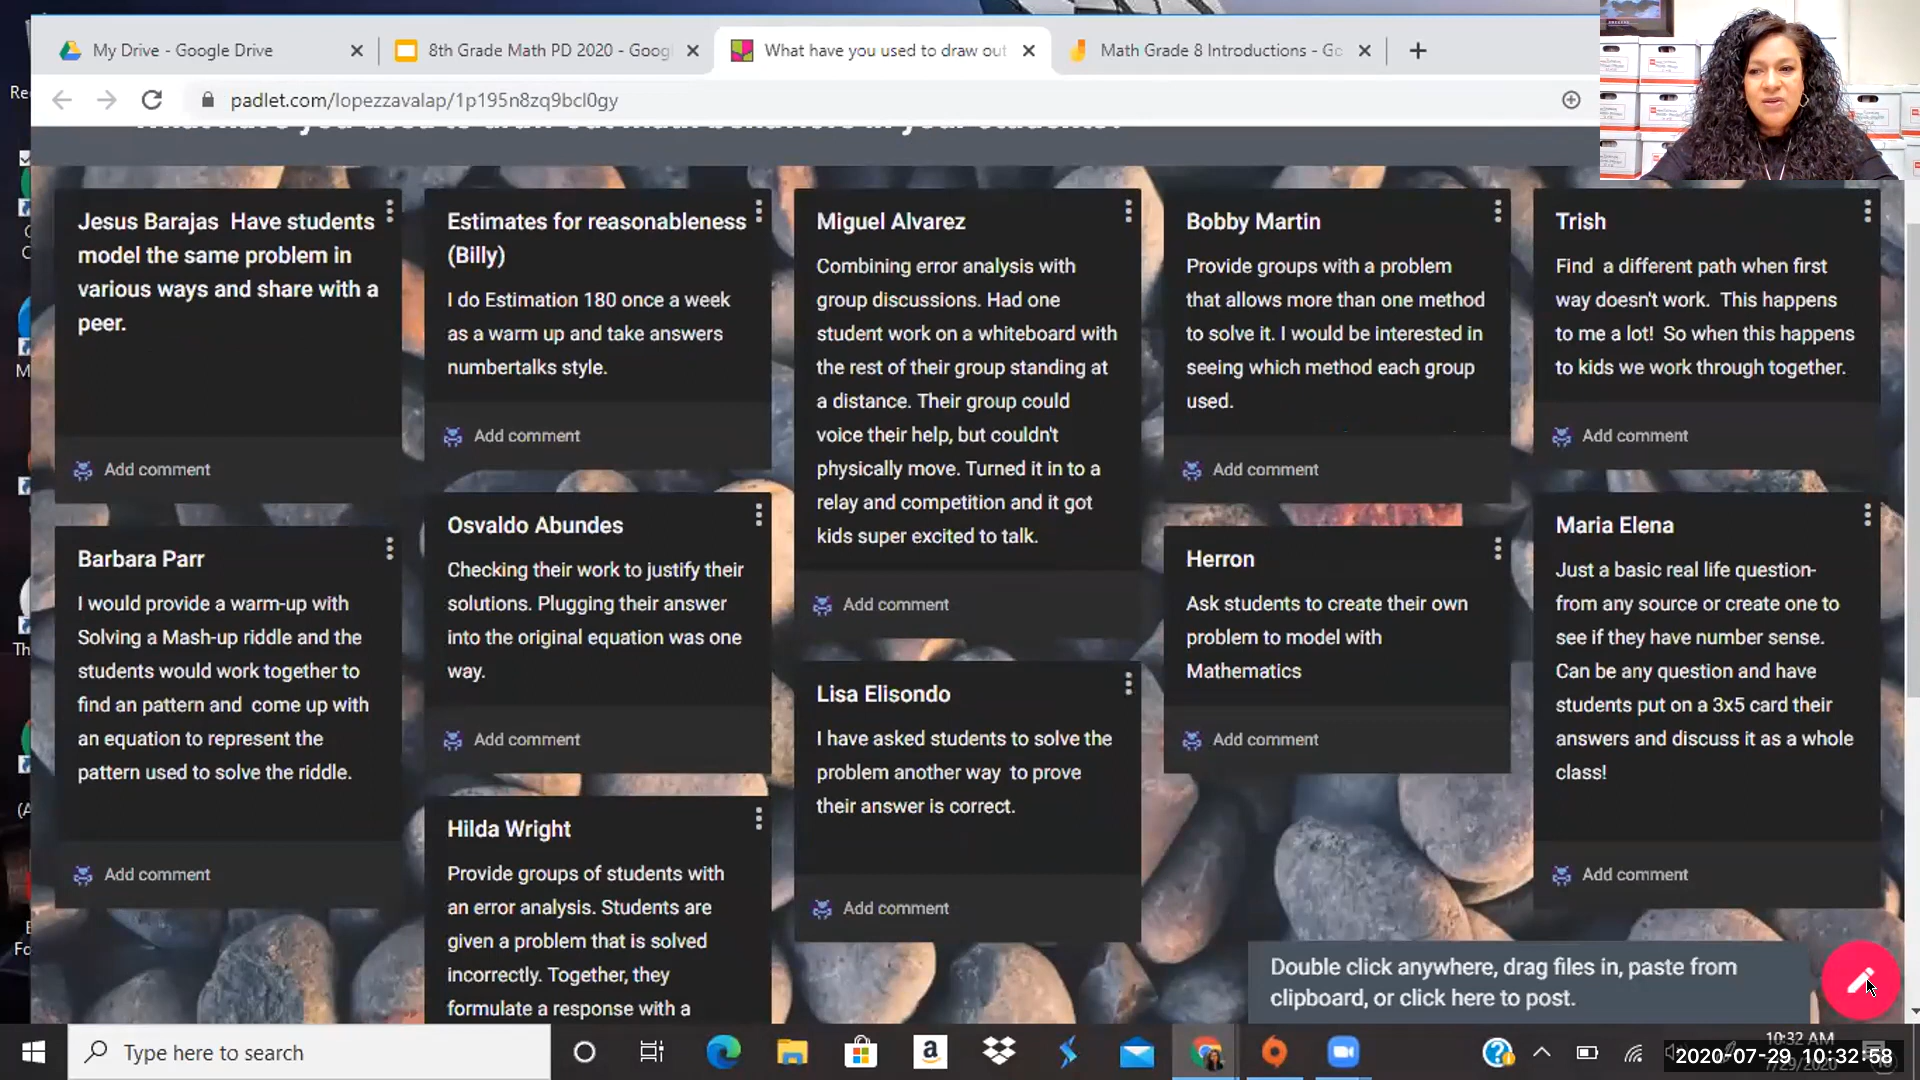 My Drive - Google Drive
8th Grade Math PD 2020 - Googl
What have you used to draw out
Math Grade 8 Introductions - Go
padlet.com/lopezzavalap/1p195n8zq9bcl0gy
What have you used to draw out math behaviors in your students?
Jesus Barajas Have students
model the same problem in
various ways and share with a
peer.
Add comment
Barbara Parr
I would provide a warm-up with
Solving a Mash-up riddle and the
students would work together to
find an pattern and come up with
an equation to represent the
pattern used to solve the riddle.
Add comment
Estimates for reasonableness
(Billy)
I do Estimation 180 once a week
as a warm up and take answers
numbertalks style.
Add comment
Osvaldo Abundes
Checking their work to justify their
solutions. Plugging their answer
into the original equation was one
way.
Add comment
Hilda Wright
Provide groups of students with
an error analysis. Students are
given a problem that is solved
incorrectly. Together, they
formulate a response with a
Miguel Alvarez
Combining error analysis with
group discussions. Had one
student work on a whiteboard with
the rest of their group standing at
a distance. Their group could
voice their help, but couldn't
physically move. Turned it in to a
relay and competition and it got
kids super excited to talk.
Add comment
Lisa Elisondo
I have asked students to solve the
problem another way to prove
their answer is correct.
Add comment
Bobby Martin
Provide groups with a problem
that allows more than one method
to solve it. I would be interested in
seeing which method each group
used.
Add comment
Herron
Ask students to create their own
problem to model with
Mathematics
Add comment
Trish
Find a different path when first
way doesn't work. This happens
to me a lot! So when this happens
to kids we work through together.
Add comment
Maria Elena
Just a basic real life question-
from any source or create one to
see if they have number sense.
Can be any question and have
students put on a 3x5 card their
answers and discuss it as a whole
class!
Add comment
Double click anywhere, drag files in, paste from
clipboard, or click here to post.
Type here to search
10:32 AM
2020-07-29 10:32:58